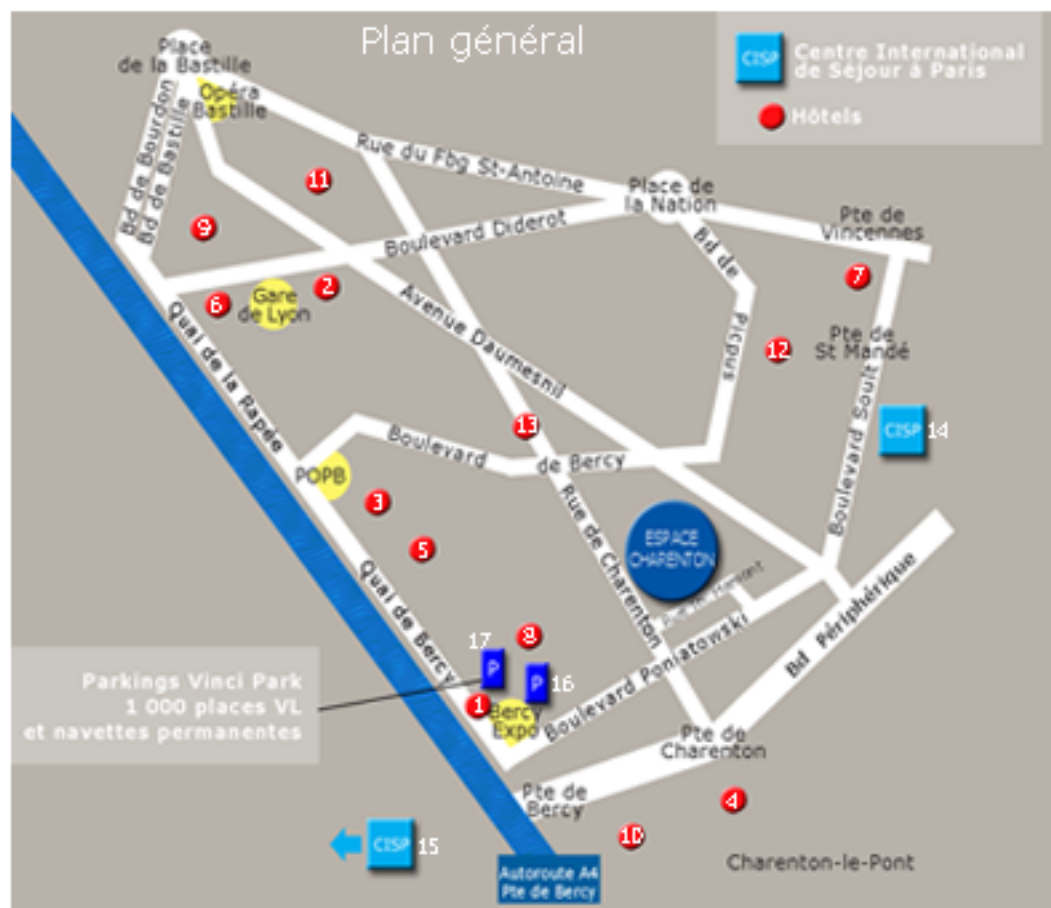 Plan général
CISP
Centre International
de Séjour à Paris
Hôtels
Place
de la Bastille
Opéra
Bastille
Bd de Bourdon
Bd de Bastille
Rue du Fbg St-Antoine
Place de
la Nation
Pte de
Vincennes
11
9
Boulevard Diderot
Bd de
Picpus
7
6
Gare
de Lyon
2
Avenue Daumesnil
12
Pte de
St Mandé
Quai de la Rapée
Boulevard Soult
CISP 14
13
Boulevard
de Bercy
POPB
3
5
Rue de Charenton
ESPACE
CHARENTON
Quai de Bercy
Boulevard Poniatowski
Bd Périphérique
8
17
P
P
16
1
Bercy
Expo
Parkings Vinci Park
1 000 places VL
et navettes permanentes
Pte de
Charenton
Pte de
Bercy
4
10
CISP 15
Charenton-le-Pont
Autoroute A4
Pte de Bercy